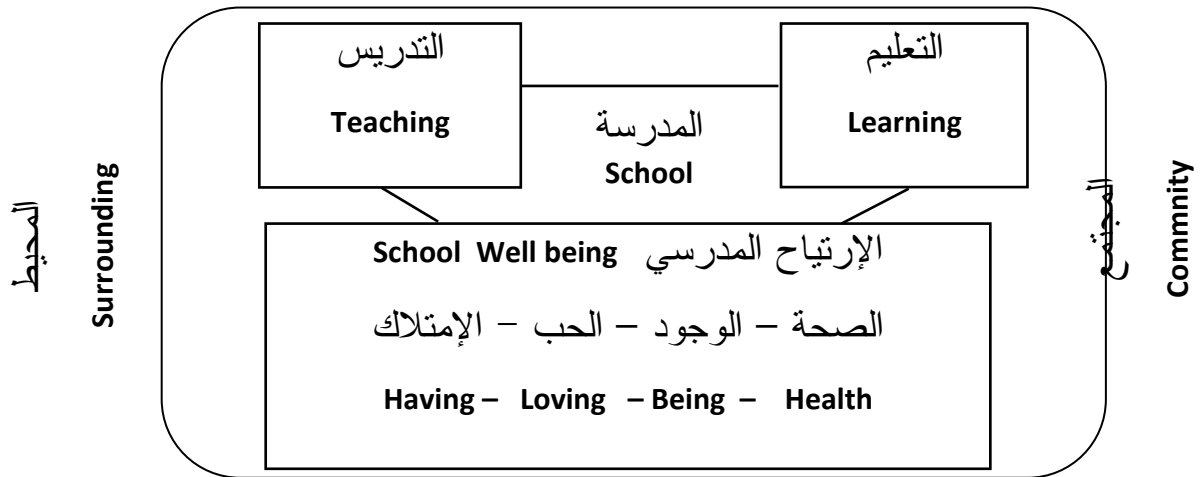 التدريس
Teaching
التعليم
Learning
المدرسة
School
School Well being الإرتياح المدرسي
الصحة – الوجود – الحب – الإمتلاك
Having – Loving – Being – Health
المحيط
Surrounding
المجتمع
Commnity